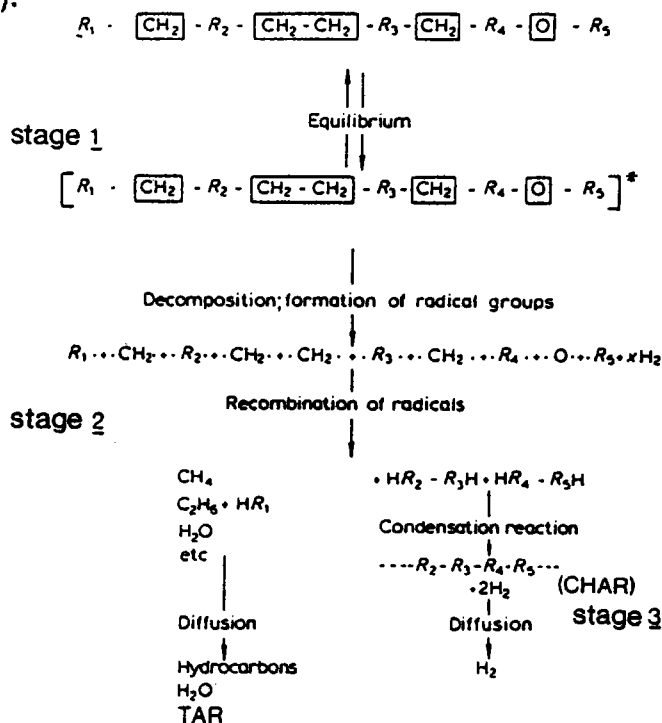 ).
R₁ - CH₂ - R₂ - CH₂ - CH₂ - R₃ - CH₂ - R₄ - O - R₅
Equilibrium
stage 1
[R₁ - CH₂ - R₂ - CH₂ - CH₂ - R₃ - CH₂ - R₄ - O - R₅]*
Decomposition; formation of radical groups
R₁ ·+· CH₂ ·+· R₂ ·+· CH₂ ·+· CH₂ ·+· R₃ ·+· CH₂ ·+· R₄ ·+· O ·+· R₅ + xH₂
Recombination of radicals
stage 2
CH₄
C₂H₆ + HR₁
H₂O
etc
Diffusion
Hydrocarbons
H₂O
TAR
+ HR₂ - R₃H + HR₄ - R₅H
Condensation reaction
----R₂ - R₃ - R₄ - R₅ ---
+2H₂
(CHAR)
stage 3
Diffusion
H₂